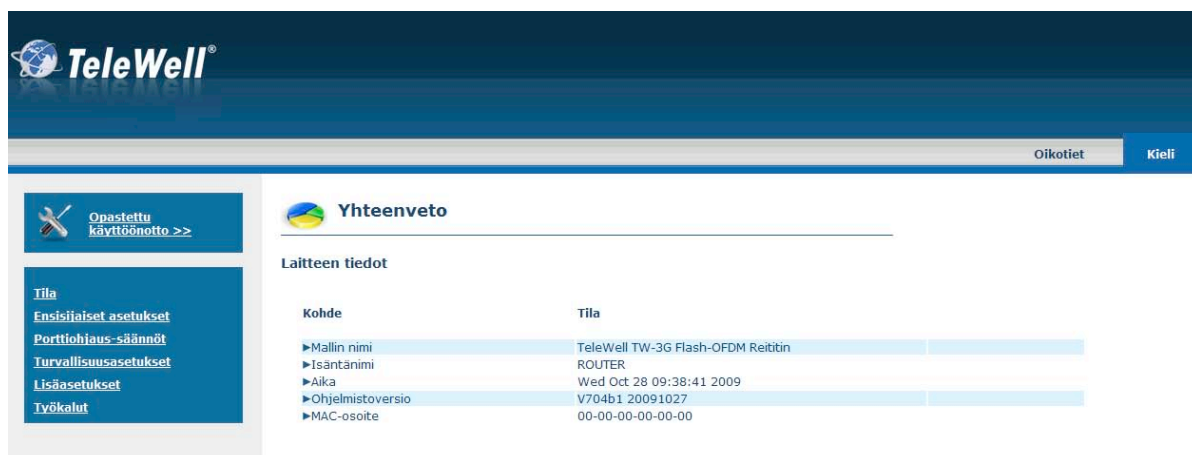 TeleWell®
Oikotiet Kieli
Opastettu
käyttöönotto >>
Tila
Ensisijaiset asetukset
Porttiohjaus-säännöt
Turvallisuusasetukset
Lisäasetukset
Työkalut
Yhteenveto
Laitteen tiedot
Kohde Tila
►Mallin nimi TeleWell TW-3G Flash-OFDM Reititin
►Isäntänimi ROUTER
►Aika Wed Oct 28 09:38:41 2009
►Ohjelmistoversio V704b1 20091027
►MAC-osoite 00-00-00-00-00-00